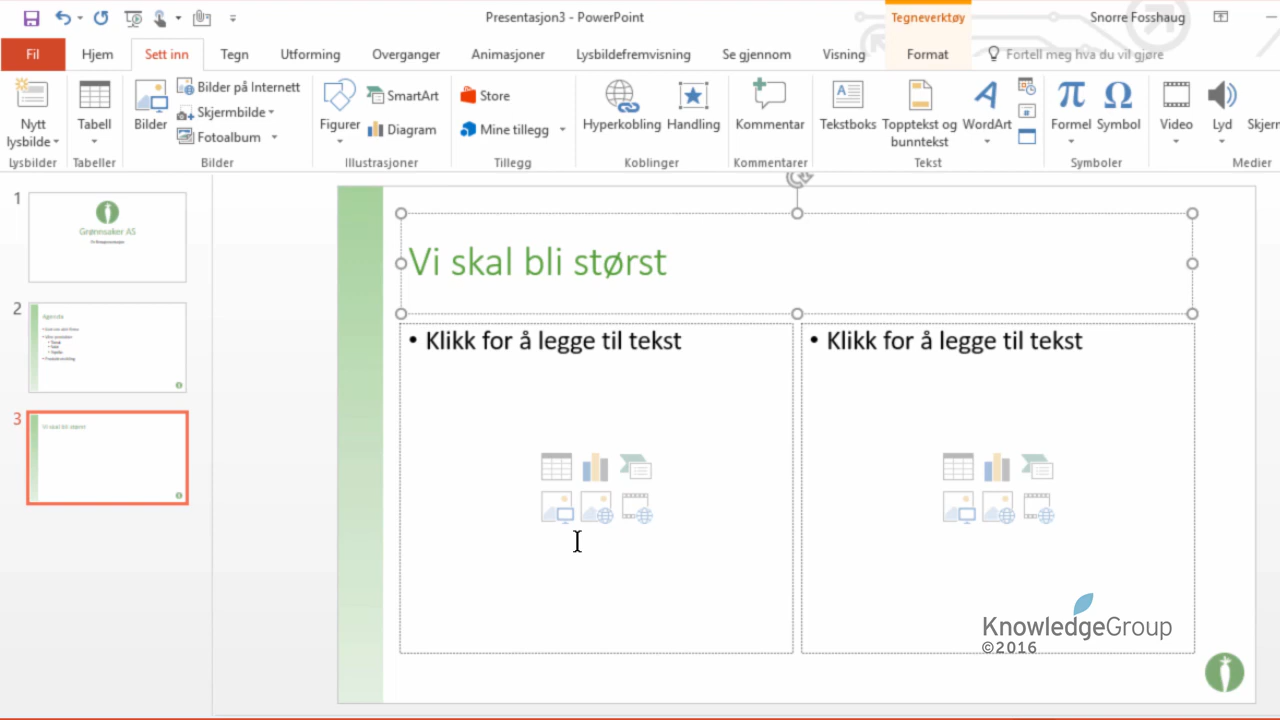 Presentasjon3 - PowerPoint
Tegneverktøy
Snorre Fosshaug
Fil
Hjem
Sett inn
Tegn
Utforming
Overganger
Animasjoner
Lysbildefremvisning
Se gjennom
Visning
Format
Fortell meg hva du vil gjøre
Nytt lysbilde
Tabell
Bilder
Bilder på Internett
Skjermbilde
Fotoalbum
Figurer
SmartArt
Diagram
Store
Mine tillegg
Hyperkobling
Handling
Kommentar
Tekstboks
Topptekst og bunntekst
WordArt
Formel
Symbol
Video
Lyd
Skjerr
Lysbilder
Tabeller
Bilder
Illustrasjoner
Tillegg
Koblinger
Kommentarer
Tekst
Symboler
Medier
1
Grønnsaker AS
2
Agenda
3
Vi skal bli størst
Vi skal bli størst
• Klikk for å legge til tekst
• Klikk for å legge til tekst
KnowledgeGroup
©2016